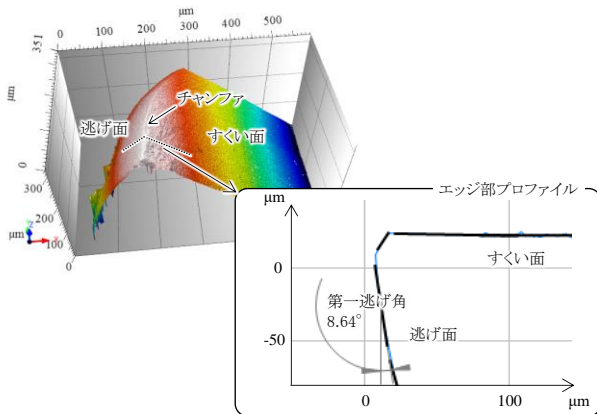 μm
0 100 200 300 400 500
351
μm
0
チャンファ
逃げ面
すくい面
300
200
100
0
μm
z
x
エッジ部プロファイル
μm
すくい面
0
第一逃げ角
8.64°
逃げ面
-50
0 100 μm